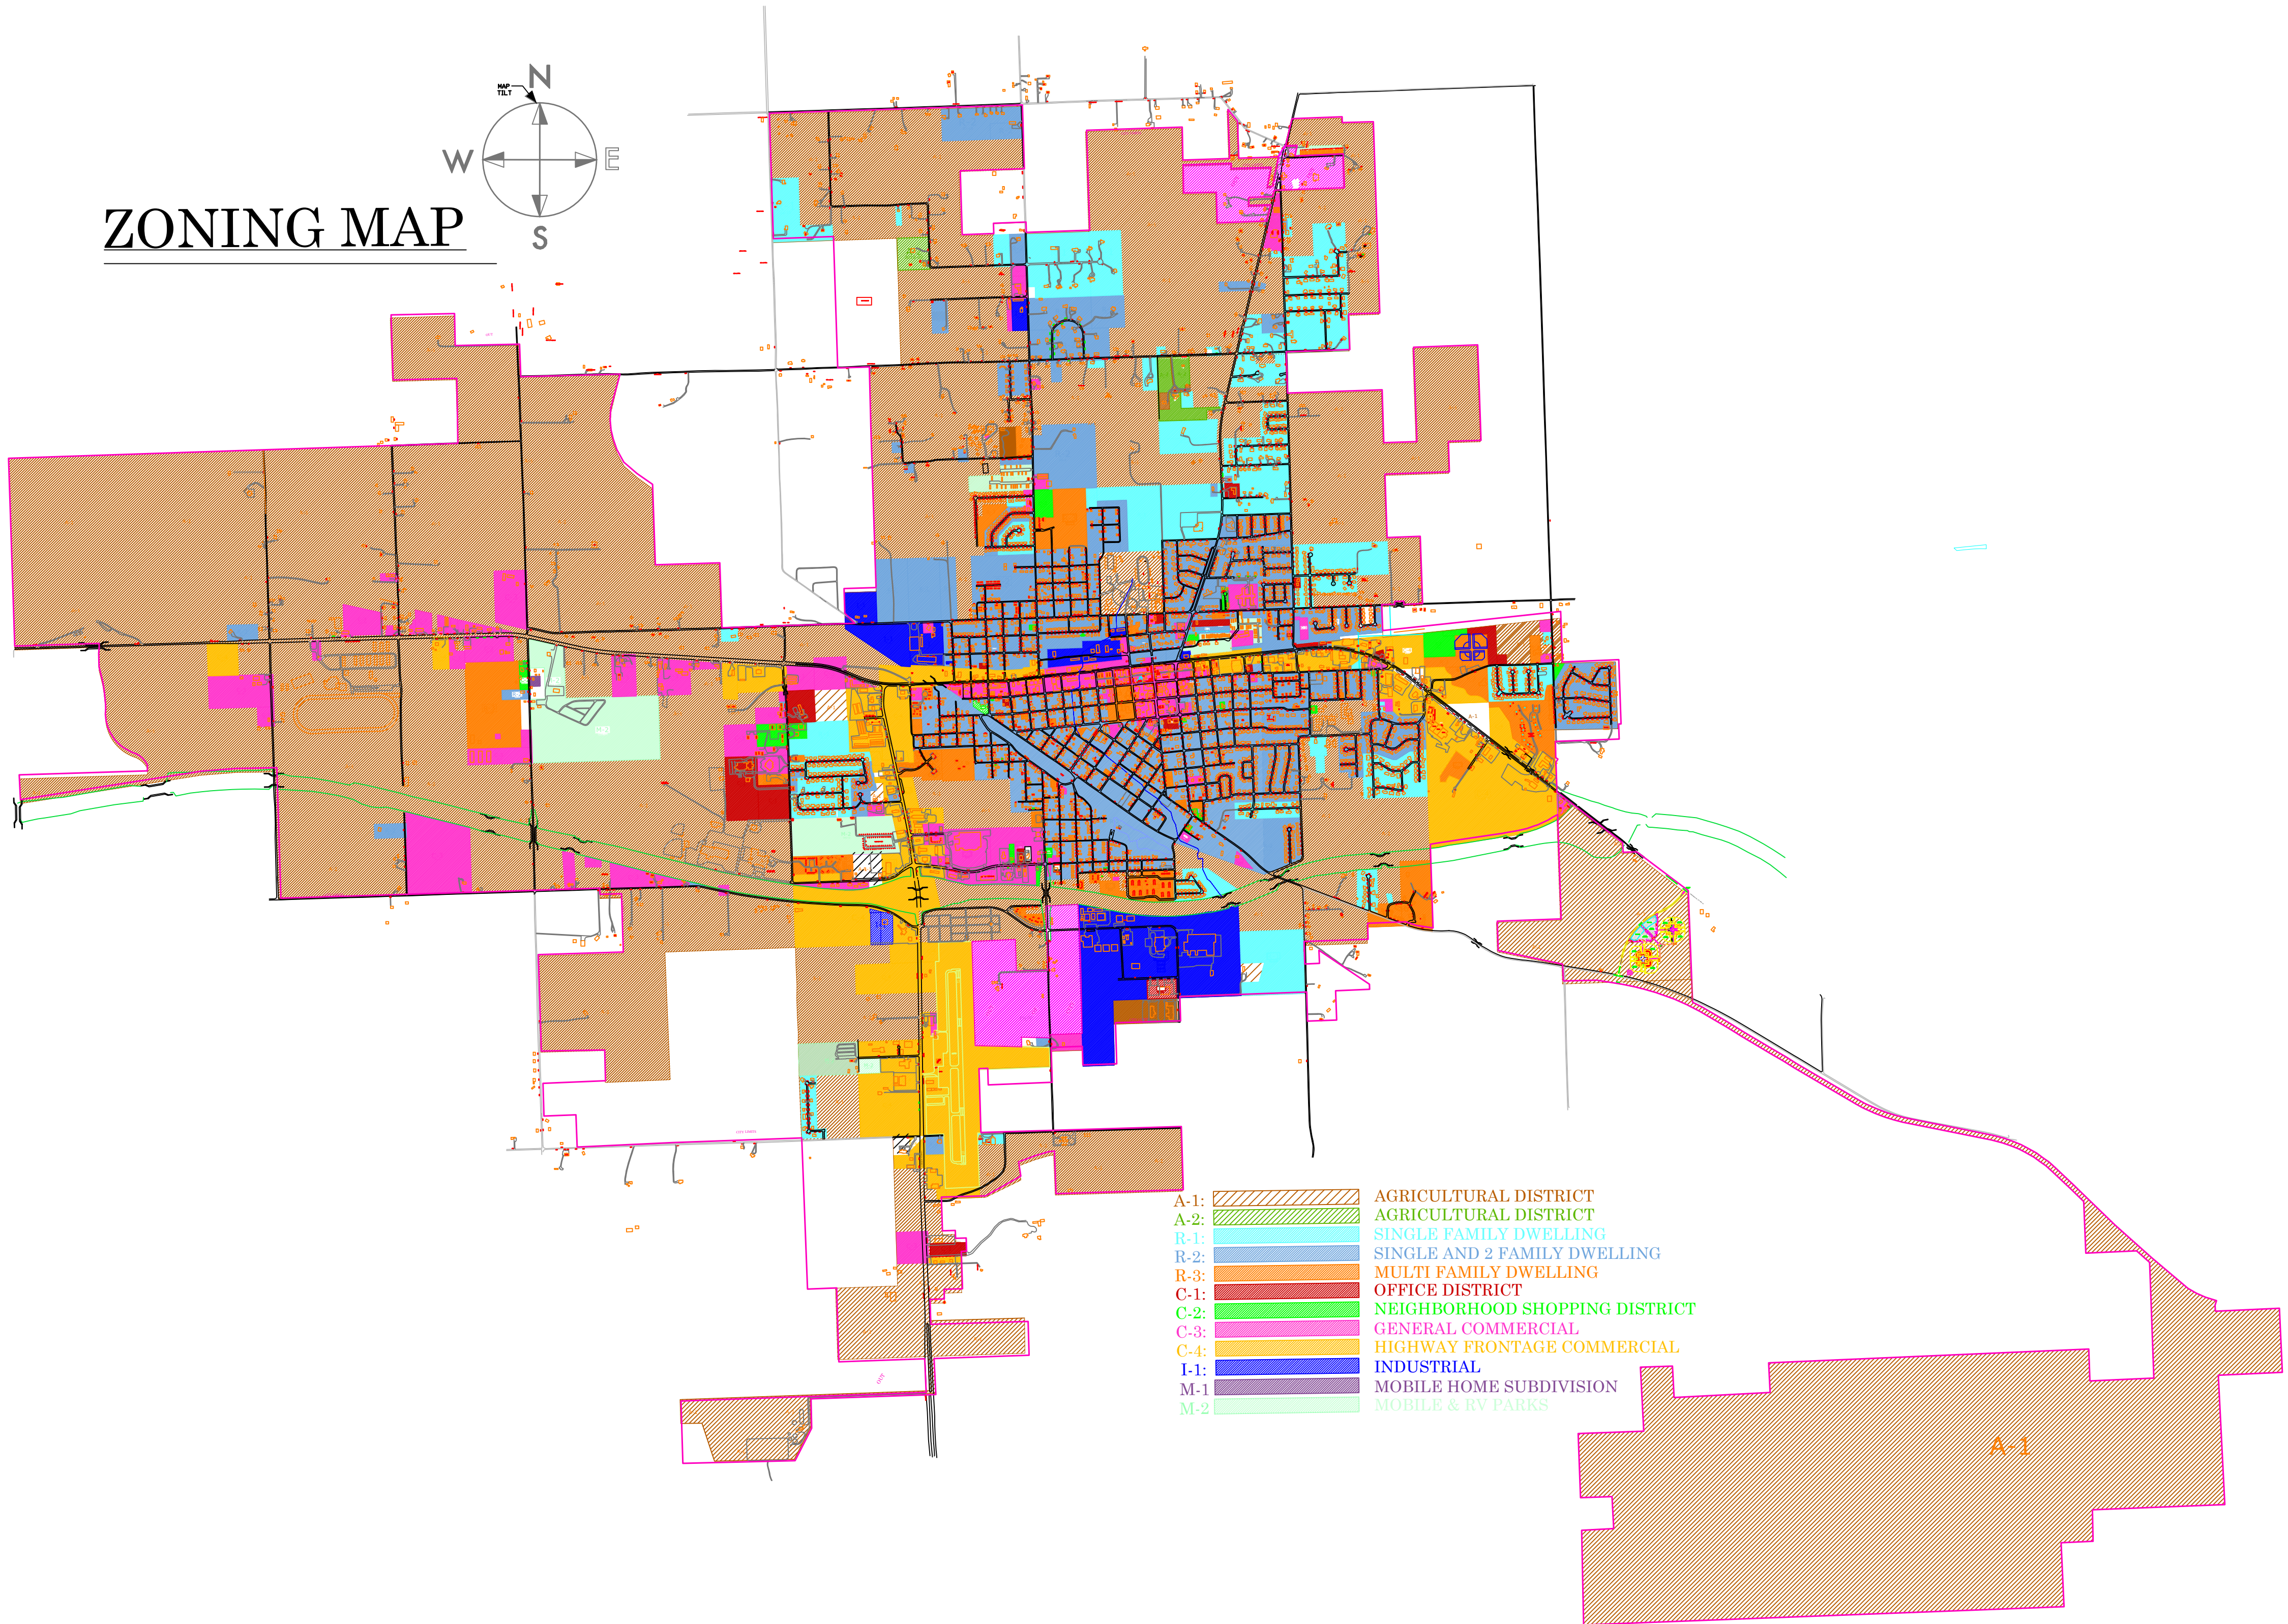 MAP
TILT
N
W
E
S
ZONING MAP
A-1
A-1: AGRICULTURAL DISTRICT
A-2: AGRICULTURAL DISTRICT
R-1: SINGLE FAMILY DWELLING
R-2: SINGLE AND 2 FAMILY DWELLING
R-3: MULTI FAMILY DWELLING
C-1: OFFICE DISTRICT
C-2: NEIGHBORHOOD SHOPPING DISTRICT
C-3: GENERAL COMMERCIAL
C-4: HIGHWAY FRONTAGE COMMERCIAL
I-1: INDUSTRIAL
M-1 MOBILE HOME SUBDIVISION
M-2 MOBILE & RV PARKS
A-1